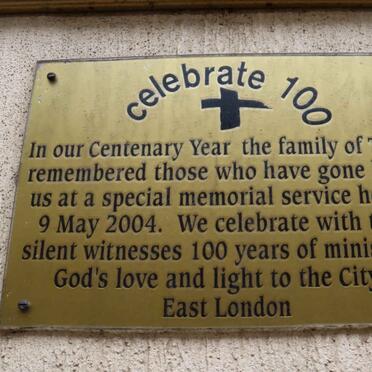 celebrate 100
In our Centenary Year the family of
remembered those who have gone
us at a special memorial service
9 May 2004. We celebrate with
silent witnesses 100 years of
God's love and light to the City
East London